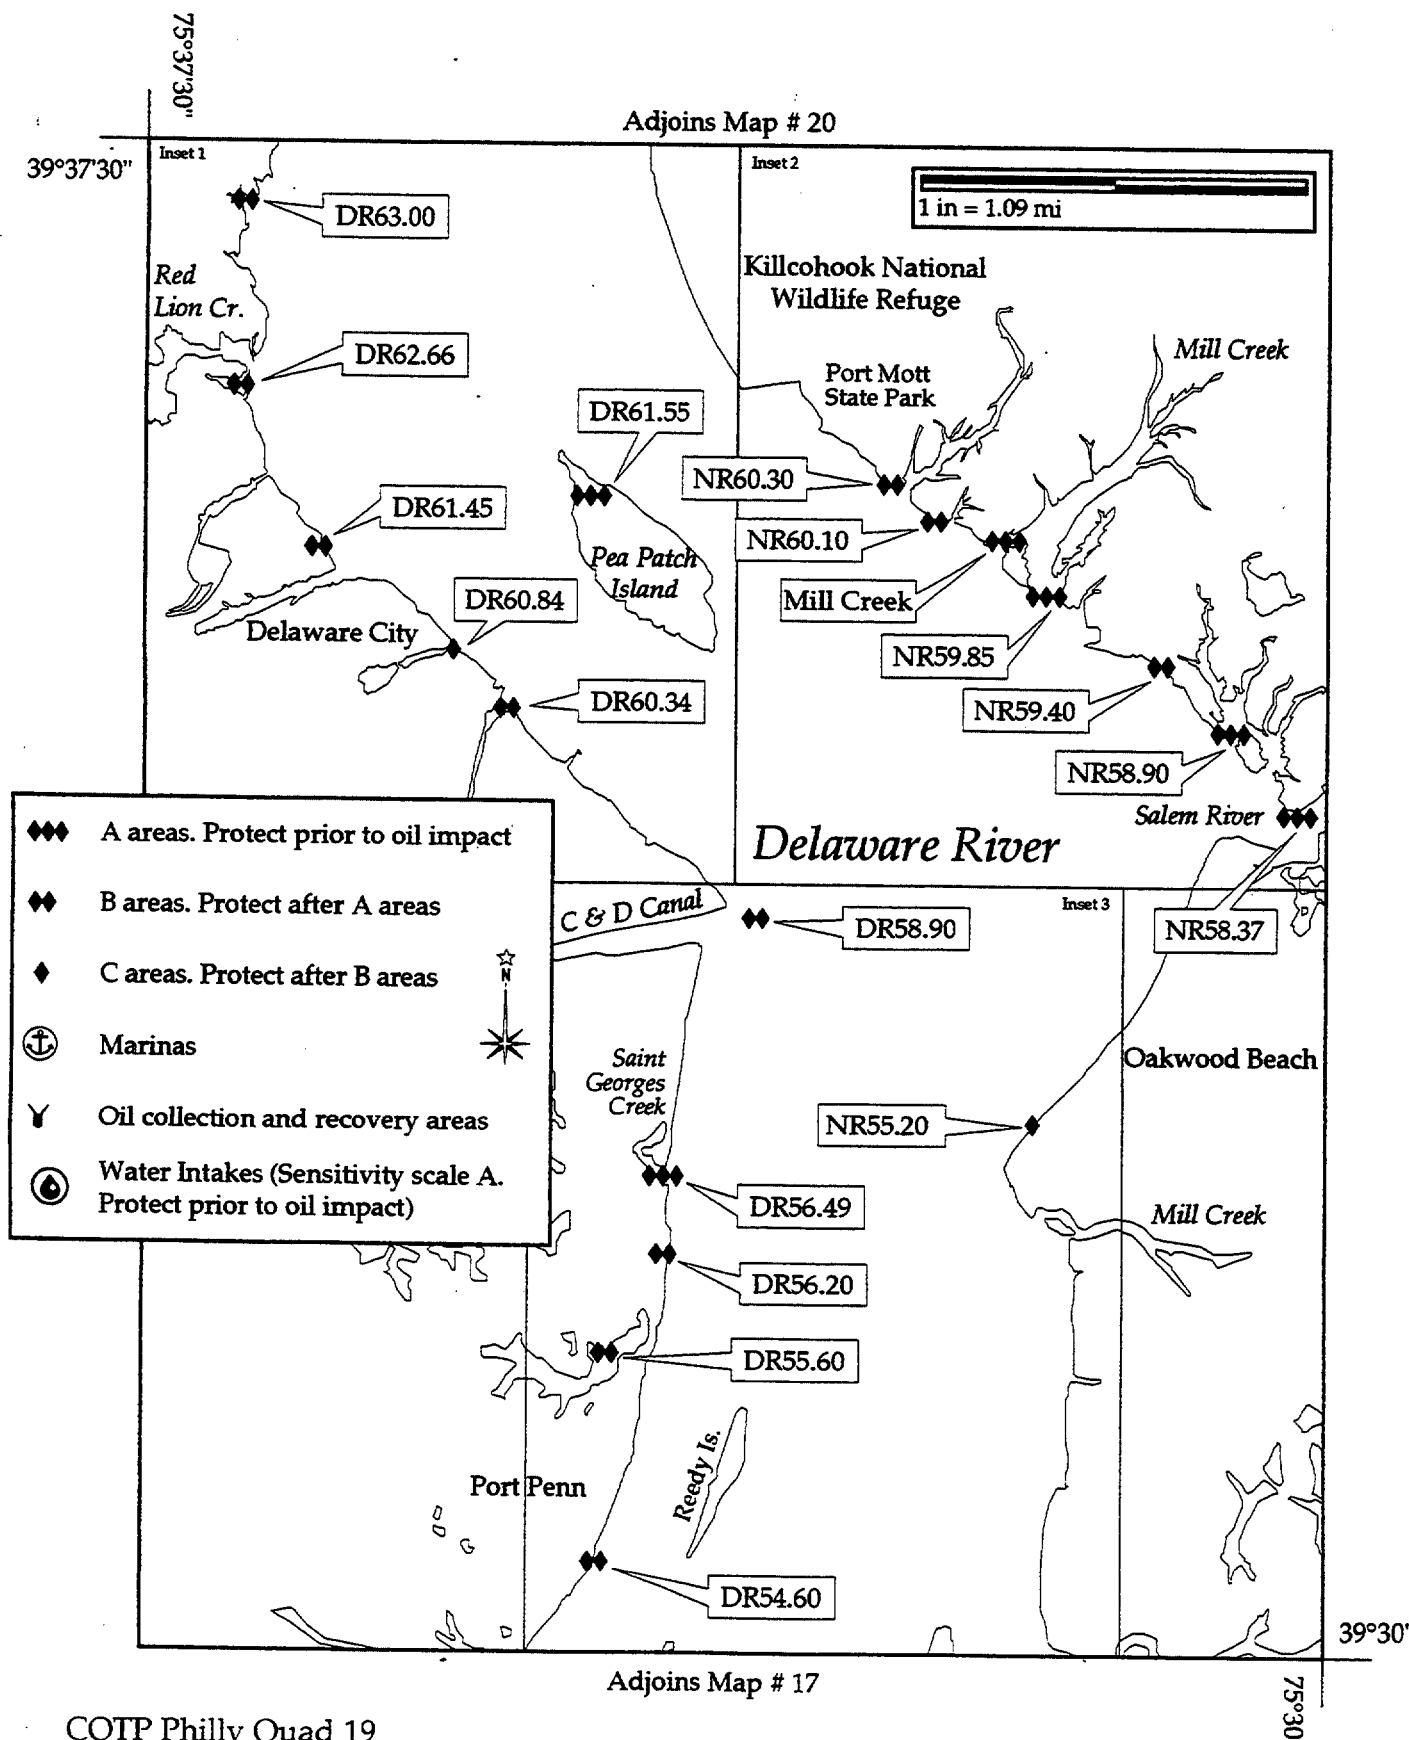 75°37'30"
Adjoins Map # 20
39°37'30"
Inset 1
Inset 2
1 in = 1.09 mi
DR63.00
Killcohook National
Wildlife Refuge
Red
Lion Cr.
DR62.66
Mill Creek
Port Mott
State Park
DR61.55
NR60.30
DR61.45
NR60.10
Pea Patch
Island
Mill Creek
DR60.84
Delaware City
NR59.85
DR60.34
NR59.40
NR58.90
Salem River
Delaware River
A areas. Protect prior to oil impact
B areas. Protect after A areas
C areas. Protect after B areas
N
Marinas
Oil collection and recovery areas
Water Intakes (Sensitivity scale A.
Protect prior to oil impact)
C & D Canal
Inset 3
DR58.90
NR58.37
Saint
Georges
Creek
Oakwood Beach
NR55.20
DR56.49
Mill Creek
DR56.20
DR55.60
Reedy Is.
Port Penn
DR54.60
39°30'
Adjoins Map # 17
75°30
COTP Philly Quad 19